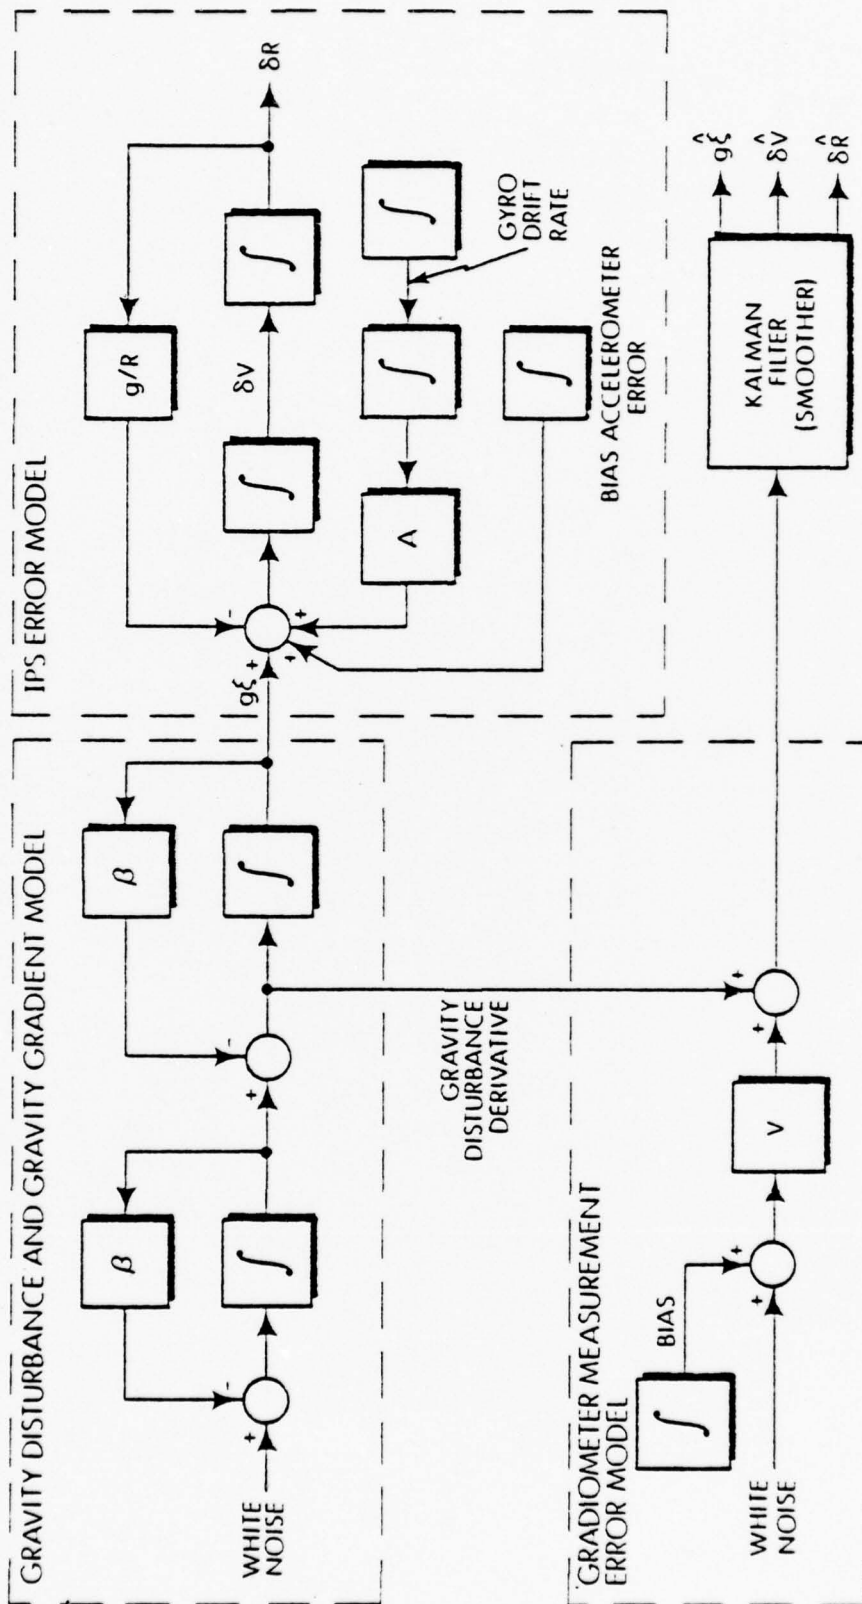 GRAVITY DISTURBANCE AND GRAVITY GRADIENT MODEL
β
β
∫
∫
-
+
-
+
WHITE
NOISE
IPS ERROR MODEL
g/R
δR
δV
∫
∫
gξ
-
+
+
+
A
∫
∫
GYRO
DRIFT
RATE
∫
BIAS ACCELEROMETER
ERROR
GRAVITY
DISTURBANCE
DERIVATIVE
GRADIOMETER MEASUREMENT
ERROR MODEL
∫
BIAS
+
+
V
+
+
WHITE
NOISE
KALMAN
FILTER
(SMOOTHER)
gξ̂
δV̂
δR̂